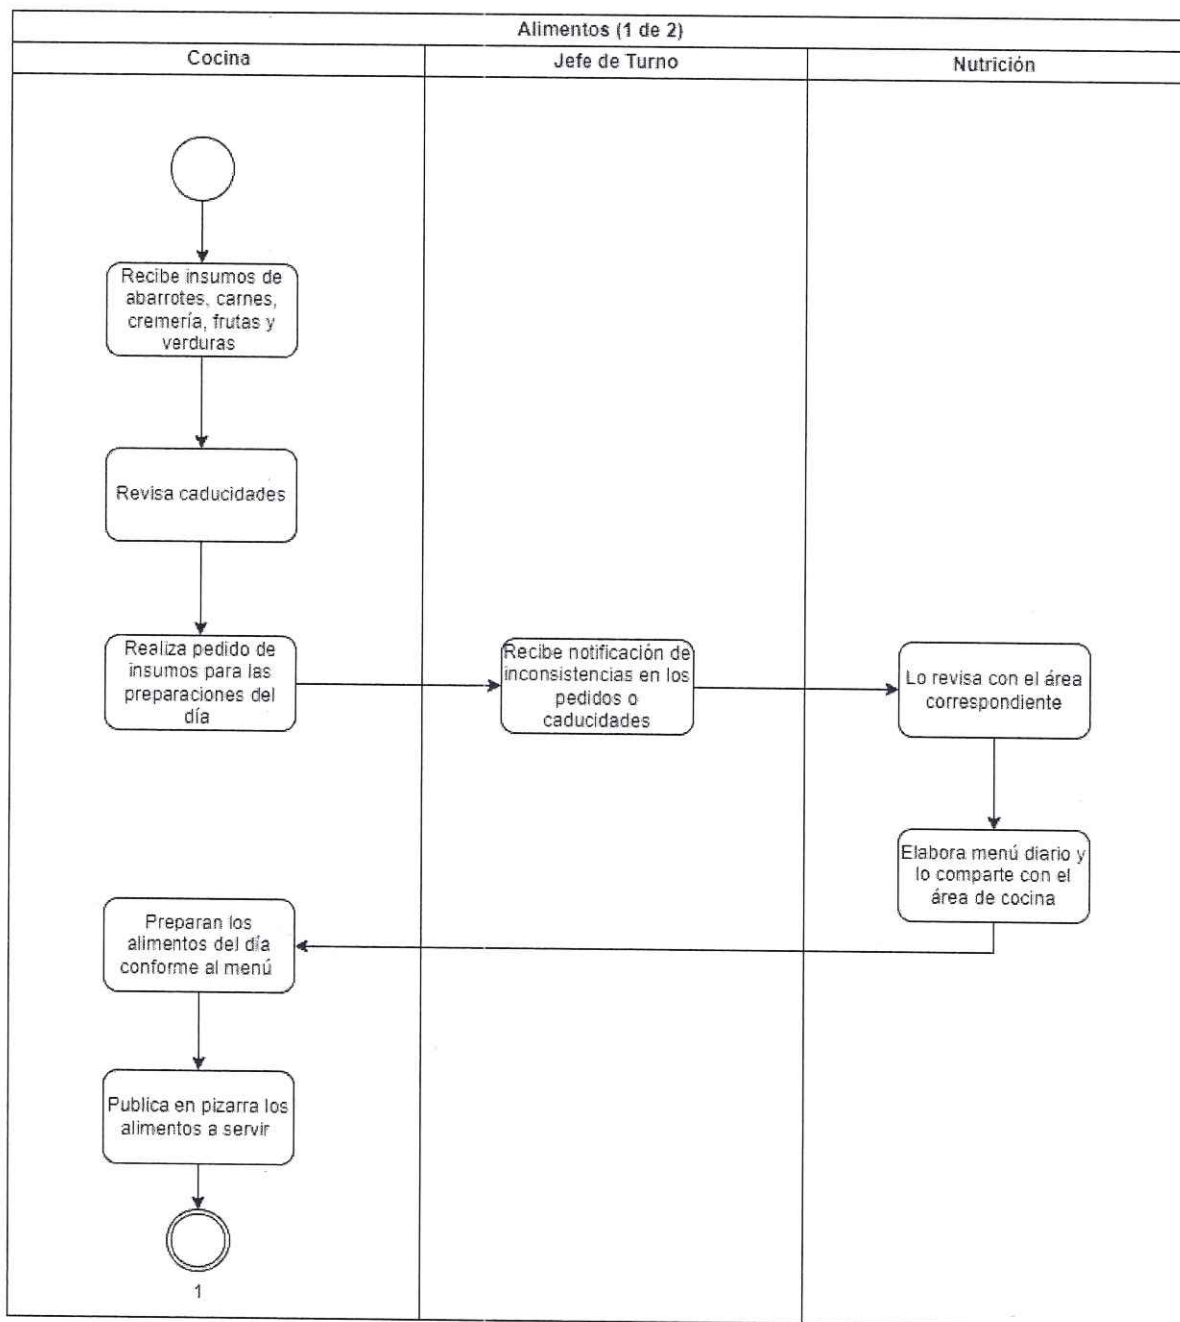 Alimentos (1 de 2)
Cocina
Jefe de Turno
Nutrición
Recibe insumos de
abarrotes, carnes,
cremería, frutas y
verduras
Revisa caducidades
Realiza pedido de
insumos para las
preparaciones del
día
Recibe notificación de
inconsistencias en los
pedidos o
caducidades
Lo revisa con el área
correspondiente
Elabora menú diario y
lo comparte con el
área de cocina
Preparan los
alimentos del día
conforme al menú
Publica en pizarra los
alimentos a servir
1